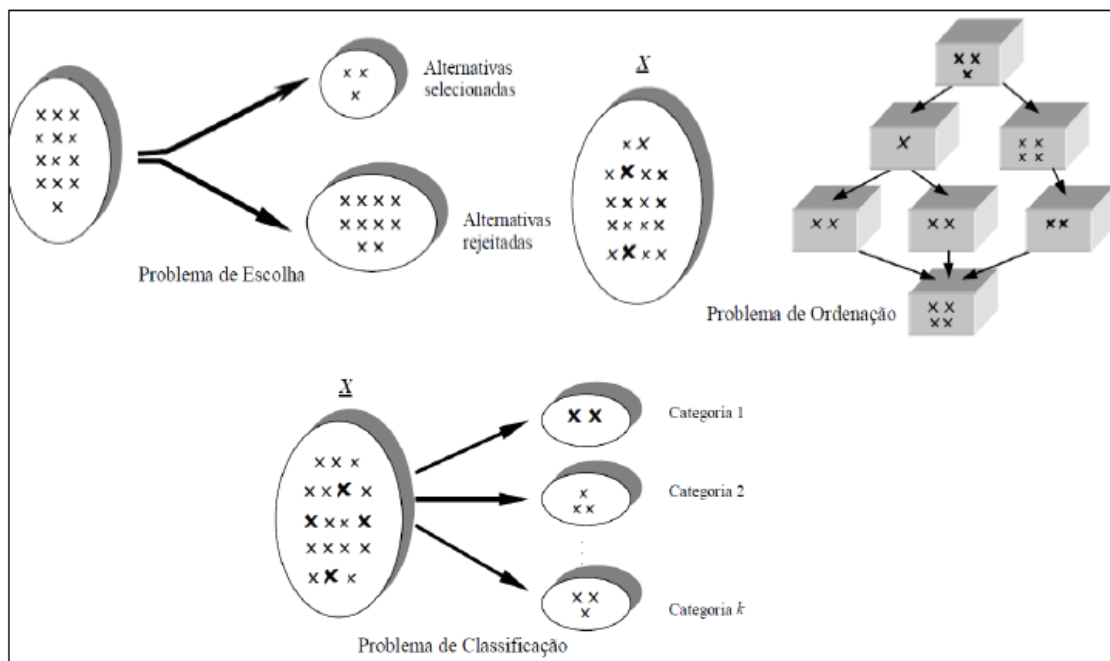 Alternativas
selecionadas
Alternativas
rejeitadas
Problema de Escolha
X
Problema de Ordenação
X
Categoria 1
Categoria 2
Categoria k
Problema de Classificação